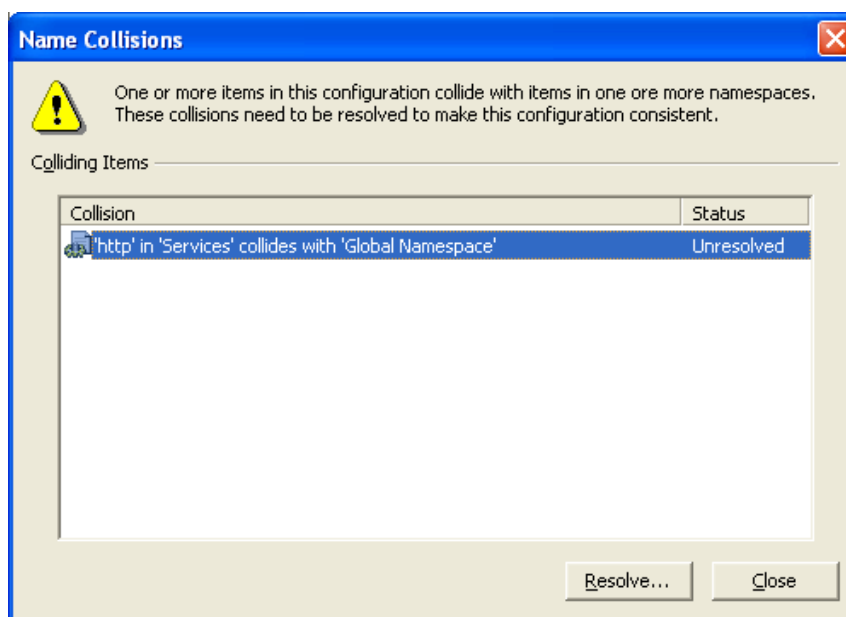 Name Collisions
One or more items in this configuration collide with items in one ore more namespaces.
These collisions need to be resolved to make this configuration consistent.
Colliding Items
Collision Status
'http' in 'Services' collides with 'Global Namespace' Unresolved
Resolve... Close